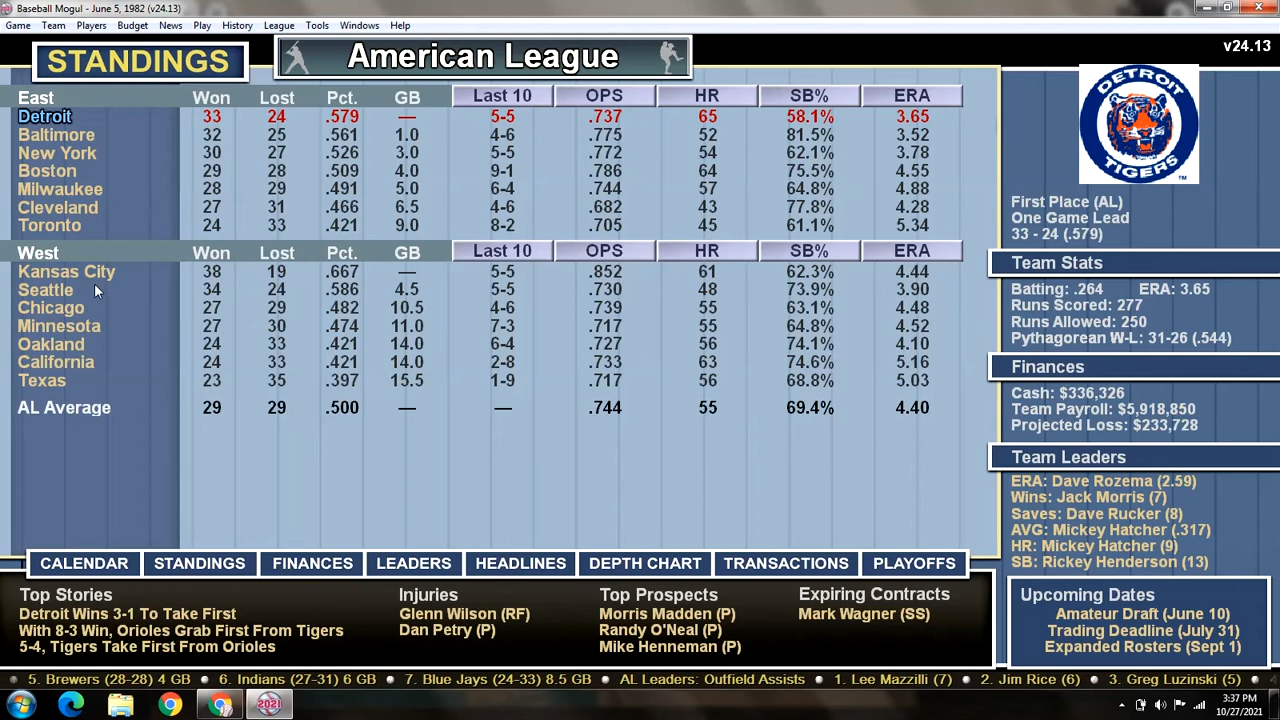 Baseball Mogul - June 5, 1982 (v24.13)
Game Team Players Budget News Play History League Tools Windows Help
STANDINGS American League v24.13
East Won Lost Pct. GB Last 10 OPS HR SB% ERA
Detroit 33 24 .579 — 5-5 .737 65 58.1% 3.65
Baltimore 32 25 .561 1.0 4-6 .775 52 81.5% 3.52
New York 30 27 .526 3.0 5-5 .772 54 62.1% 3.78
Boston 29 28 .509 4.0 9-1 .786 64 75.5% 4.55
Milwaukee 28 29 .491 5.0 6-4 .744 57 64.8% 4.88
Cleveland 27 31 .466 6.5 4-6 .682 43 77.8% 4.28
Toronto 24 33 .421 9.0 8-2 .705 45 61.1% 5.34
West Won Lost Pct. GB Last 10 OPS HR SB% ERA
Kansas City 38 19 .667 — 5-5 .852 61 62.3% 4.44
Seattle 34 24 .586 4.5 5-5 .730 48 73.9% 3.90
Chicago 27 29 .482 10.5 4-6 .739 55 63.1% 4.48
Minnesota 27 30 .474 11.0 7-3 .717 55 64.8% 4.52
Oakland 24 33 .421 14.0 6-4 .727 56 74.1% 4.10
California 24 33 .421 14.0 2-8 .733 63 74.6% 5.16
Texas 23 35 .397 15.5 1-9 .717 56 68.8% 5.03
AL Average 29 29 .500 — — .744 55 69.4% 4.40
DETROIT
TIGERS
TM
First Place (AL)
One Game Lead
33 - 24 (.579)
Team Stats
Batting: .264 ERA: 3.65
Runs Scored: 277
Runs Allowed: 250
Pythagorean W-L: 31-26 (.544)
Finances
Cash: $336,326
Team Payroll: $5,918,850
Projected Loss: $233,728
Team Leaders
ERA: Dave Rozema (2.59)
Wins: Jack Morris (7)
Saves: Dave Rucker (8)
AVG: Mickey Hatcher (.317)
HR: Mickey Hatcher (9)
SB: Rickey Henderson (13)
CALENDAR STANDINGS FINANCES LEADERS HEADLINES DEPTH CHART TRANSACTIONS PLAYOFFS
Top Stories
Detroit Wins 3-1 To Take First
With 8-3 Win, Orioles Grab First From Tigers
5-4, Tigers Take First From Orioles
Injuries
Glenn Wilson (RF)
Dan Petry (P)
Top Prospects
Morris Madden (P)
Randy O'Neal (P)
Mike Henneman (P)
Expiring Contracts
Mark Wagner (SS)
Upcoming Dates
Amateur Draft (June 10)
Trading Deadline (July 31)
Expanded Rosters (Sept 1)
5. Brewers (28-28) 4 GB 6. Indians (27-31) 6 GB 7. Blue Jays (24-33) 8.5 GB AL Leaders: Outfield Assists 1. Lee Mazzilli (7) 2. Jim Rice (6) 3. Greg Luzinski (5)
2021
3:37 PM
10/27/2021